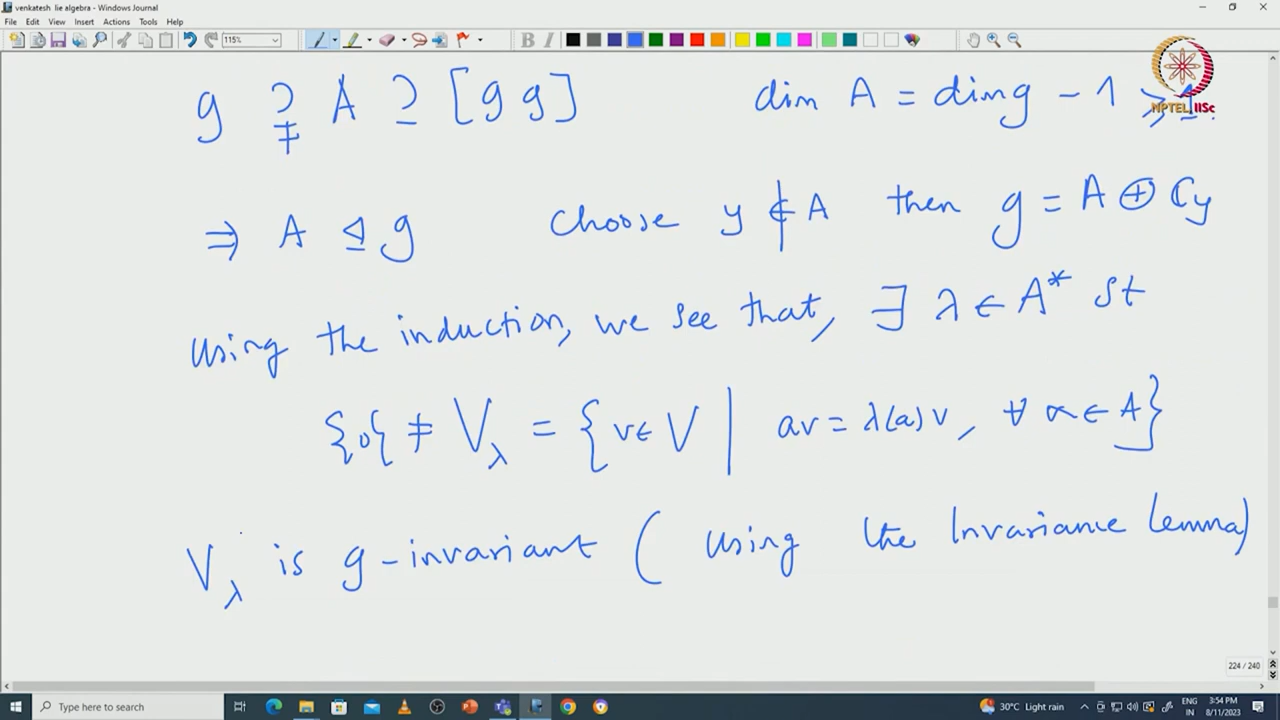 venkatesh lie algebra - Windows Journal
File Edit View Insert Actions Tools Help
115%
g ⊋ A ⊇ [g g] dim A = dim g - 1 ≥ 1.
NPTEL IISc
⇒ A ⊴ g Choose y ∉ A then g = A ⊕ ℂy
using the induction, we see that, ∃ λ ∈ A* st
{0} ≠ V_λ = {v ∈ V | av = λ(a) v, ∀ a ∈ A}
V_λ is g-invariant (using the Invariance Lemma)
224 / 240
Type here to search
30°C Light rain
ENG
IN
3:54 PM
8/11/2023